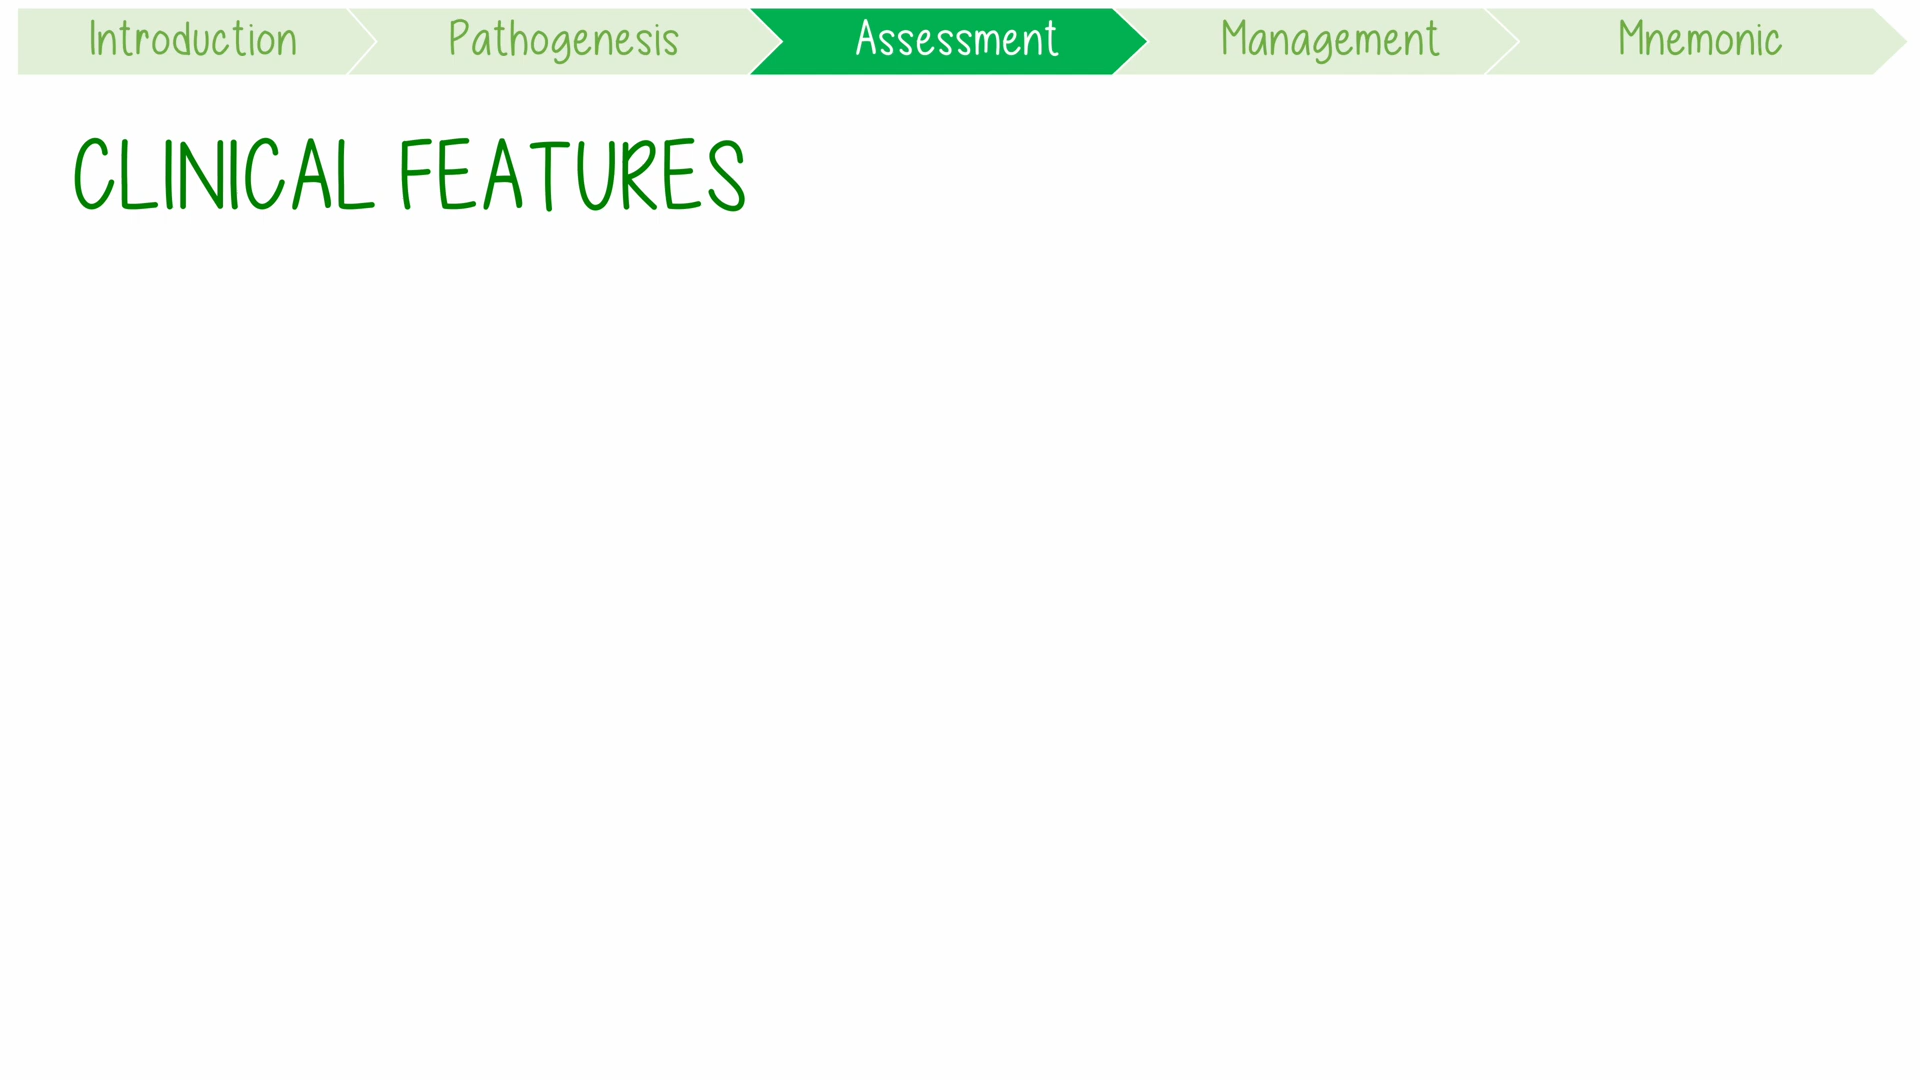 Introduction Pathogenesis Assessment Management Mnemonic
CLINICAL FEATURES